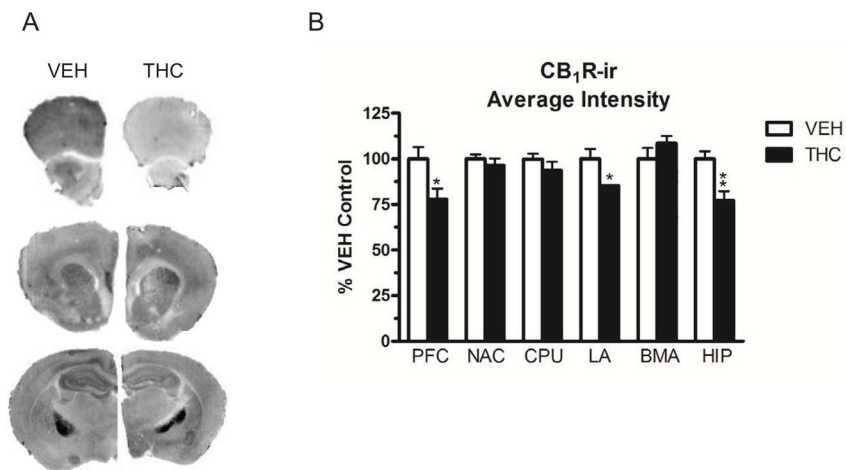 A
VEH THC
B
CB₁R-ir
Average Intensity
% VEH Control
125
100
75
50
25
0
*
*
**
PFC NAC CPU LA BMA HIP
VEH
THC